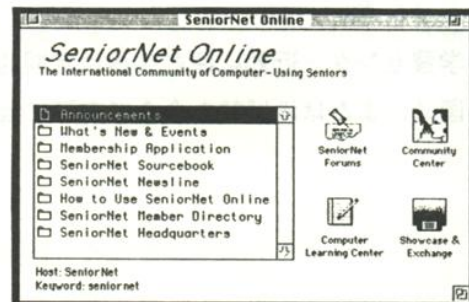 SeniorNet Online
SeniorNet Online
The International Community of Computer-Using Seniors
Announcements
What's New & Events
Membership Application
SeniorNet Sourcebook
SeniorNet Newsline
How to Use SeniorNet Online
SeniorNet Member Directory
SeniorNet Headquarters
SeniorNet
Forums
Community
Center
Computer
Learning Center
Showcase &
Exchange
Host: SeniorNet
Keyword: seniornet